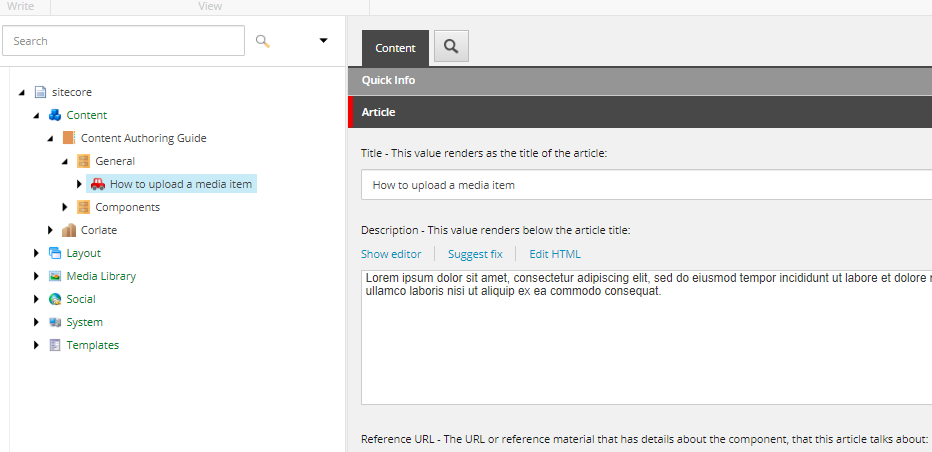 Write
View
Search
sitecore
Content
Content Authoring Guide
General
How to upload a media item
Components
Corlate
Layout
Media Library
Social
System
Templates
Content
Quick Info
Article
Title - This value renders as the title of the article:
How to upload a media item
Description - This value renders below the article title:
Show editor
Suggest fix
Edit HTML
Lorem ipsum dolor sit amet, consectetur adipiscing elit, sed do eiusmod tempor incididunt ut labore et dolore
ullamco laboris nisi ut aliquip ex ea commodo consequat.
Reference URL - The URL or reference material that has details about the component, that this article talks about: